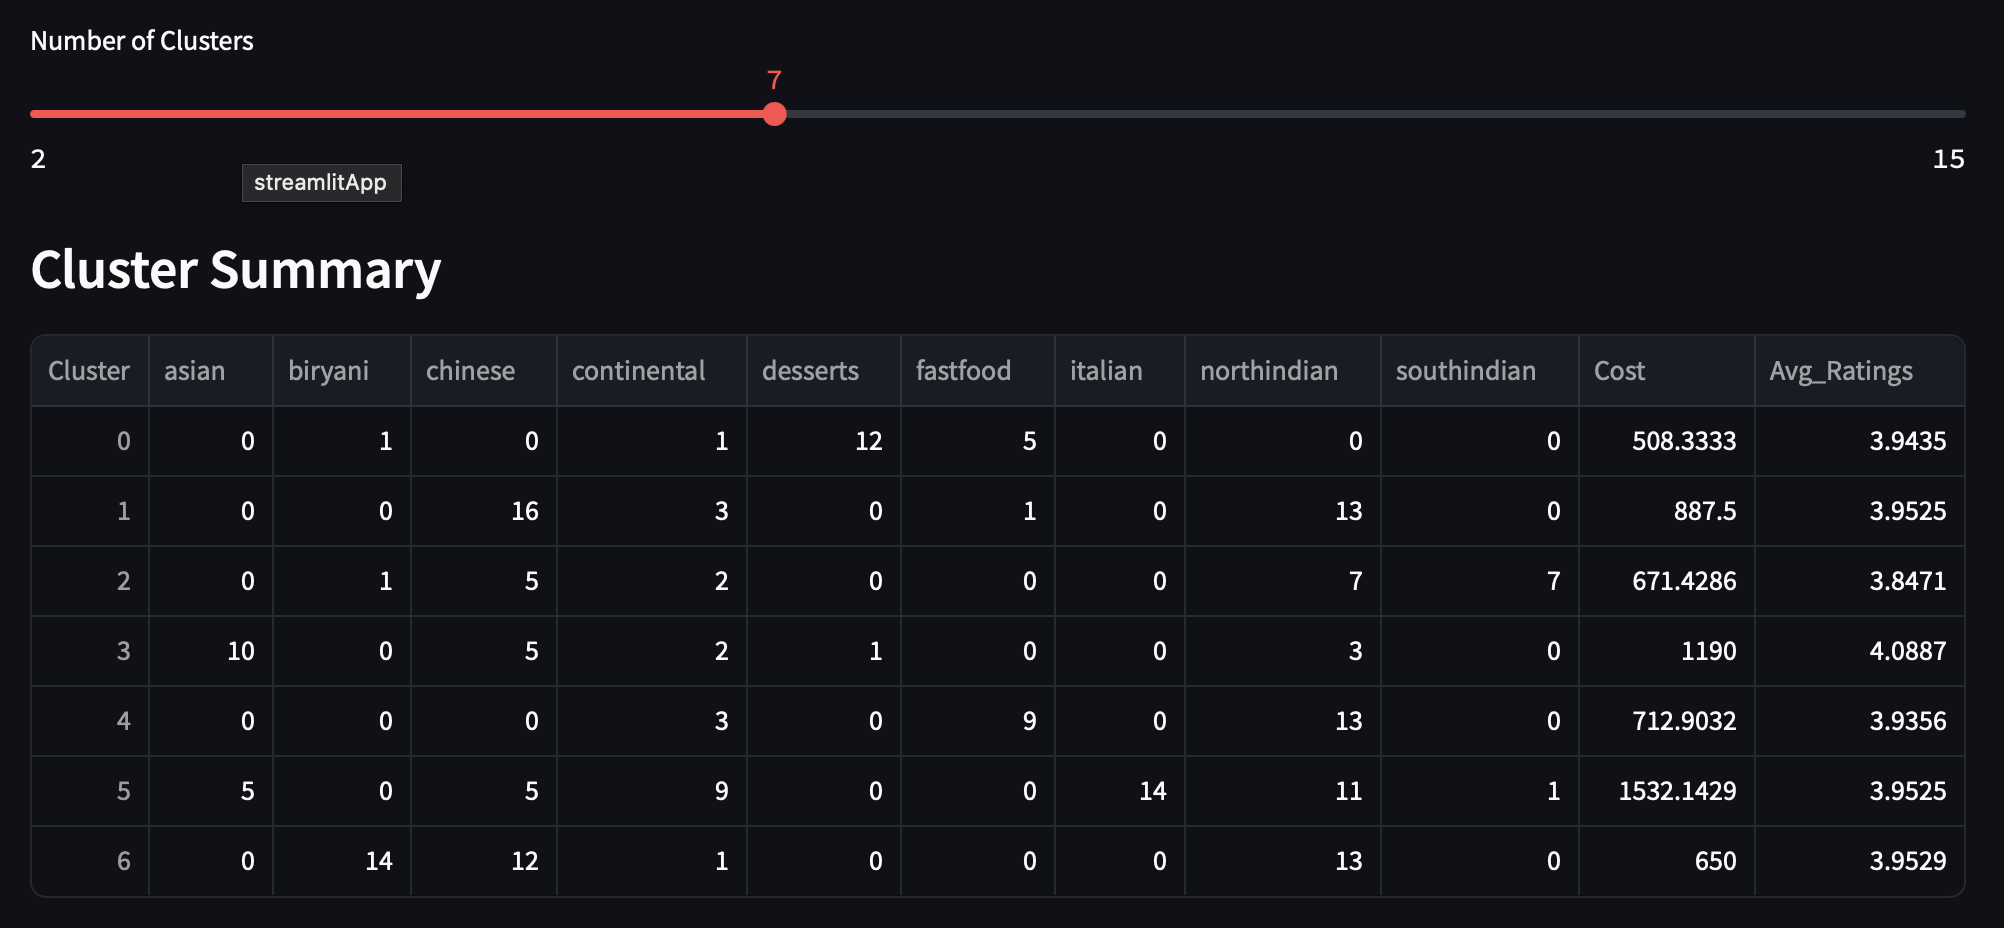 Number of Clusters
7
2 15
streamlitApp
Cluster Summary
Cluster asian biryani chinese continental desserts fastfood italian northindian southindian Cost Avg_Ratings
0 0 1 0 1 12 5 0 0 0 508.3333 3.9435
1 0 0 16 3 0 1 0 13 0 887.5 3.9525
2 0 1 5 2 0 0 0 7 7 671.4286 3.8471
3 10 0 5 2 1 0 0 3 0 1190 4.0887
4 0 0 0 3 0 9 0 13 0 712.9032 3.9356
5 5 0 5 9 0 0 14 11 1 1532.1429 3.9525
6 0 14 12 1 0 0 0 13 0 650 3.9529